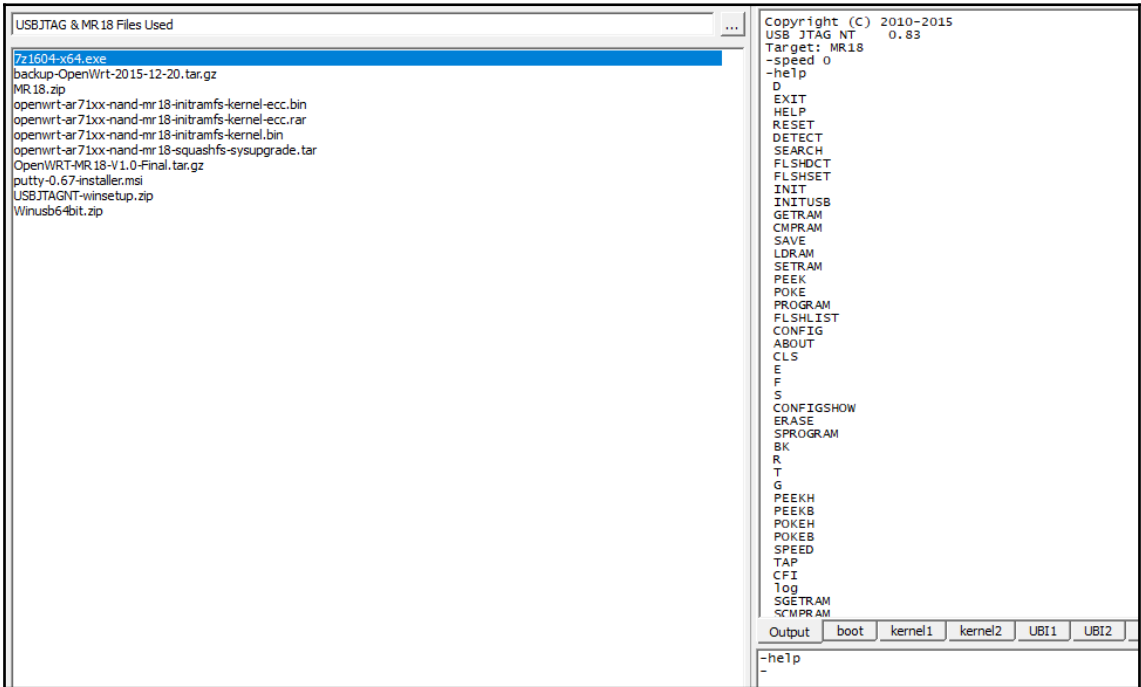 USBJTAG & MR18 Files Used
...
7z1604-x64.exe
backup-OpenWrt-2015-12-20.tar.gz
MR18.zip
openwrt-ar71xx-nand-mr18-initramfs-kernel-ecc.bin
openwrt-ar71xx-nand-mr18-initramfs-kernel-ecc.rar
openwrt-ar71xx-nand-mr18-initramfs-kernel.bin
openwrt-ar71xx-nand-mr18-squashfs-sysupgrade.tar
OpenWRT-MR18-V1.0-Final.tar.gz
putty-0.67-installer.msi
USBJTAGNT-winsetup.zip
Winusb64bit.zip
Copyright (C) 2010-2015
USB JTAG NT 0.83
Target: MR18
-speed 0
-help
D
EXIT
HELP
RESET
DETECT
SEARCH
FLSHDCT
FLSHSET
INIT
INITUSB
GETRAM
CMPRAM
SAVE
LDRAM
SETRAM
PEEK
POKE
PROGRAM
FLSHLIST
CONFIG
ABOUT
CLS
E
F
S
CONFIGSHOW
ERASE
SPROGRAM
BK
R
T
G
PEEKH
PEEKB
POKEH
POKEB
SPEED
TAP
CFI
log
SGETRAM
SCMPRAM
Output boot kernel1 kernel2 UBI1 UBI2
-help
-